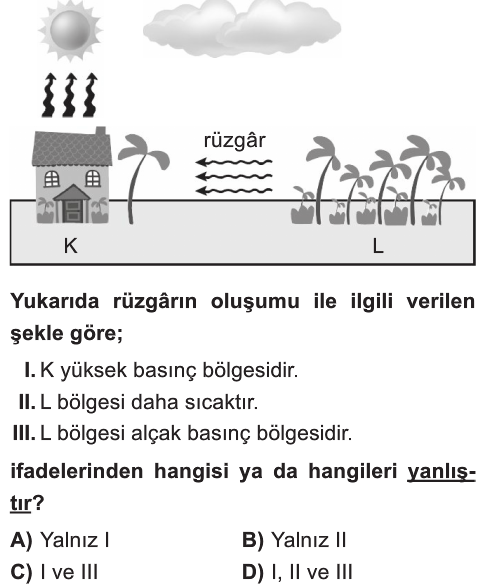 rüzgâr
K
L
Yukarıda rüzgârın oluşumu ile ilgili verilen
şekle göre;
I. K yüksek basınç bölgesidir.
II. L bölgesi daha sıcaktır.
III. L bölgesi alçak basınç bölgesidir.
ifadelerinden hangisi ya da hangileri yanlış-
tır?
A) Yalnız I B) Yalnız II
C) I ve III D) I, II ve III